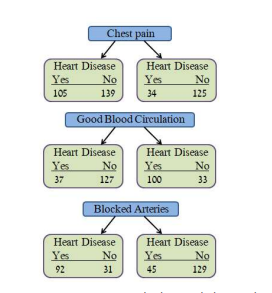 Chest pain
Heart Disease Heart Disease
Yes No Yes No
105 139 34 125
Good Blood Circulation
Heart Disease Heart Disease
Yes No Yes No
37 127 100 33
Blocked Arteries
Heart Disease Heart Disease
Yes No Yes No
92 31 45 129